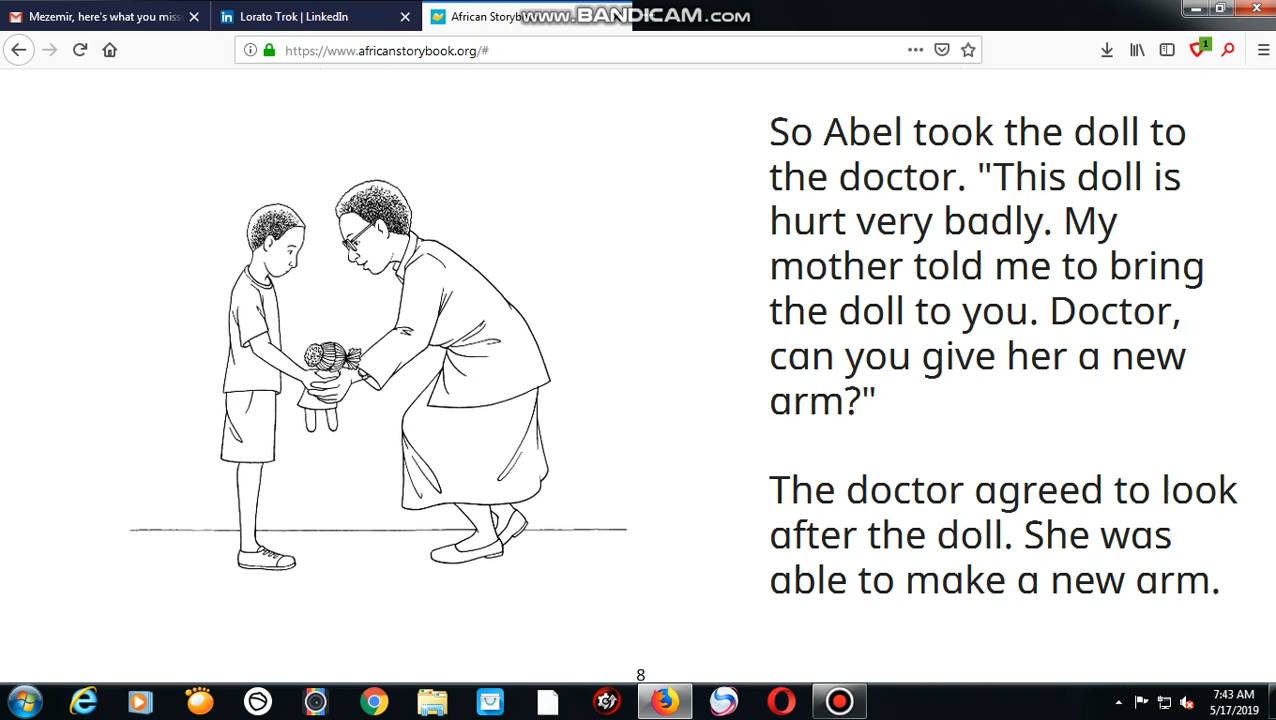 Mezemir, here's what you miss
Lorato Trok | LinkedIn
African Storyb
www.BANDICAM.com
https://www.africanstorybook.org/#
1
So Abel took the doll to
the doctor. "This doll is
hurt very badly. My
mother told me to bring
the doll to you. Doctor,
can you give her a new
arm?"
The doctor agreed to look
after the doll. She was
able to make a new arm.
8
7:43 AM
5/17/2019